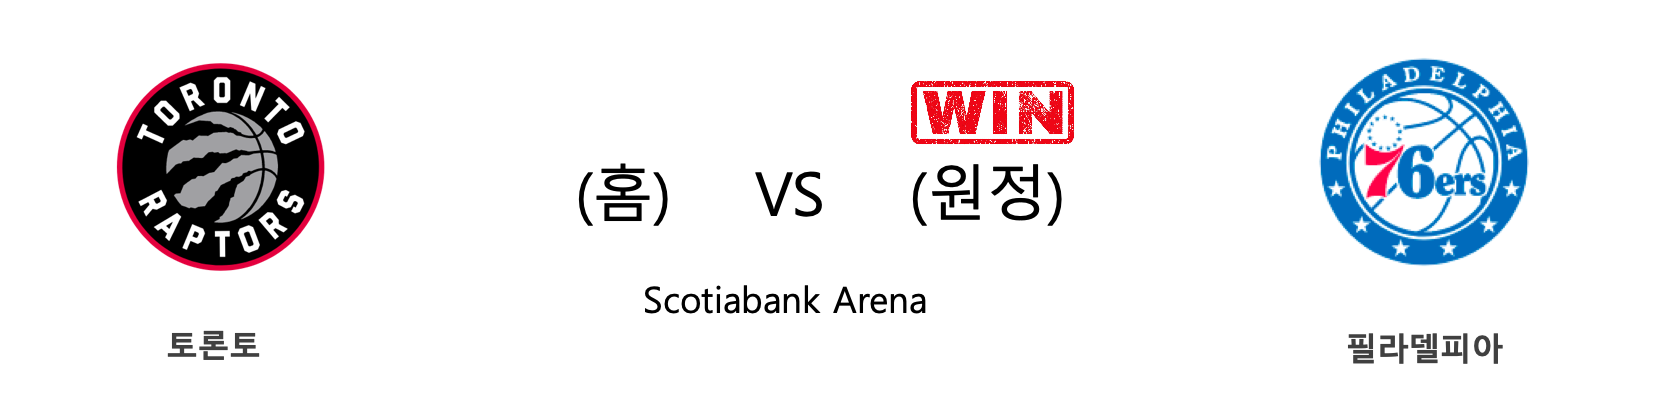 TORONTO
RAPTORS
WIN
(홈) VS (원정)
Scotiabank Arena
토론토
PHILADELPHIA
76ers
필라델피아